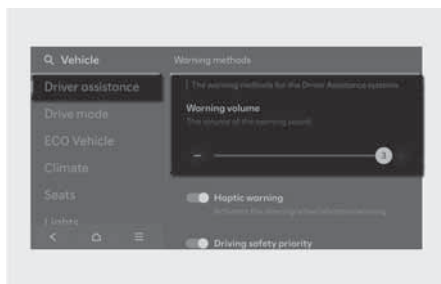 Vehicle
Warning methods
Driver assistance
The warning methods for the Driver Assistance systems
Drive mode
Warning volume
The volume of the warning sound
ECO Vehicle
3
Climate
Seats
Haptic warning
Lights
Driving safety priority